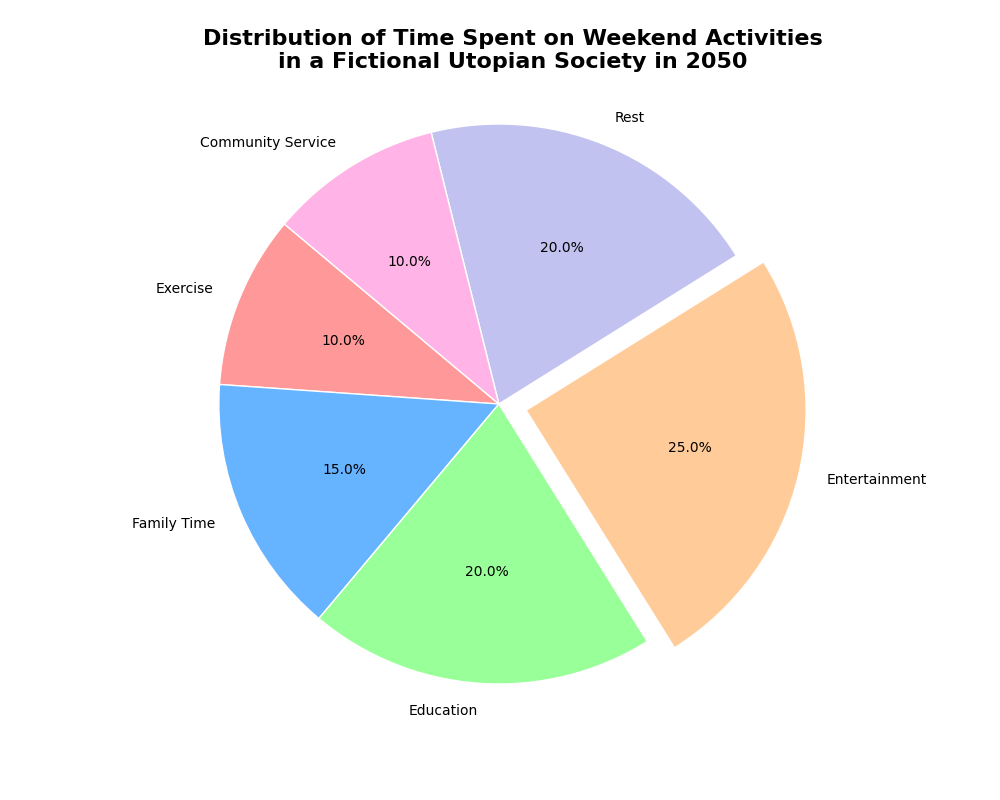 Distribution of Time Spent on Weekend Activities
in a Fictional Utopian Society in 2050
Rest
Community Service
20.0%
10.0%
Exercise
10.0%
25.0%
15.0%
Entertainment
Family Time
20.0%
Education